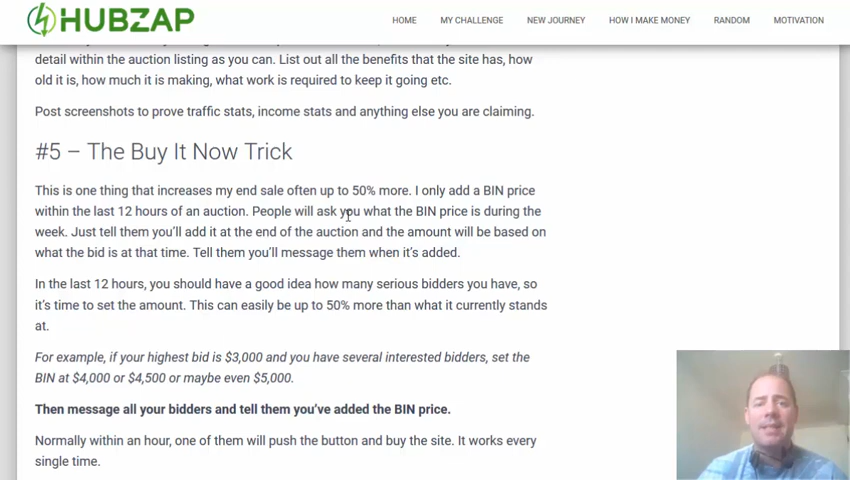 HUBZAP
HOME MY CHALLENGE NEW JOURNEY HOW I MAKE MONEY RANDOM MOTIVATION
detail within the auction listing as you can. List out all the benefits that the site has, how
old it is, how much it is making, what work is required to keep it going etc.
Post screenshots to prove traffic stats, income stats and anything else you are claiming.
#5 – The Buy It Now Trick
This is one thing that increases my end sale often up to 50% more. I only add a BIN price
within the last 12 hours of an auction. People will ask you what the BIN price is during the
week. Just tell them you’ll add it at the end of the auction and the amount will be based on
what the bid is at that time. Tell them you’ll message them when it’s added.
In the last 12 hours, you should have a good idea how many serious bidders you have, so
it’s time to set the amount. This can easily be up to 50% more than what it currently stands
at.
For example, if your highest bid is $3,000 and you have several interested bidders, set the
BIN at $4,000 or $4,500 or maybe even $5,000.
Then message all your bidders and tell them you’ve added the BIN price.
Normally within an hour, one of them will push the button and buy the site. It works every
single time.